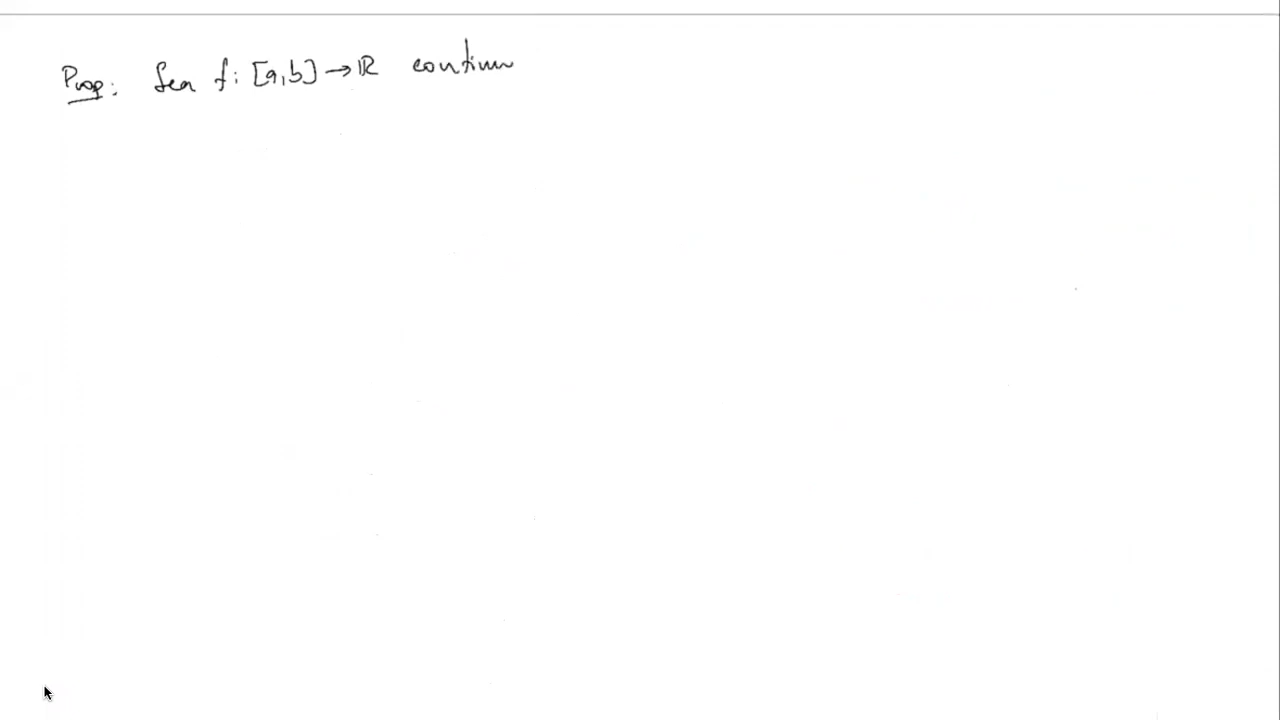 Prop: Sea f: [a,b] → ℝ continua